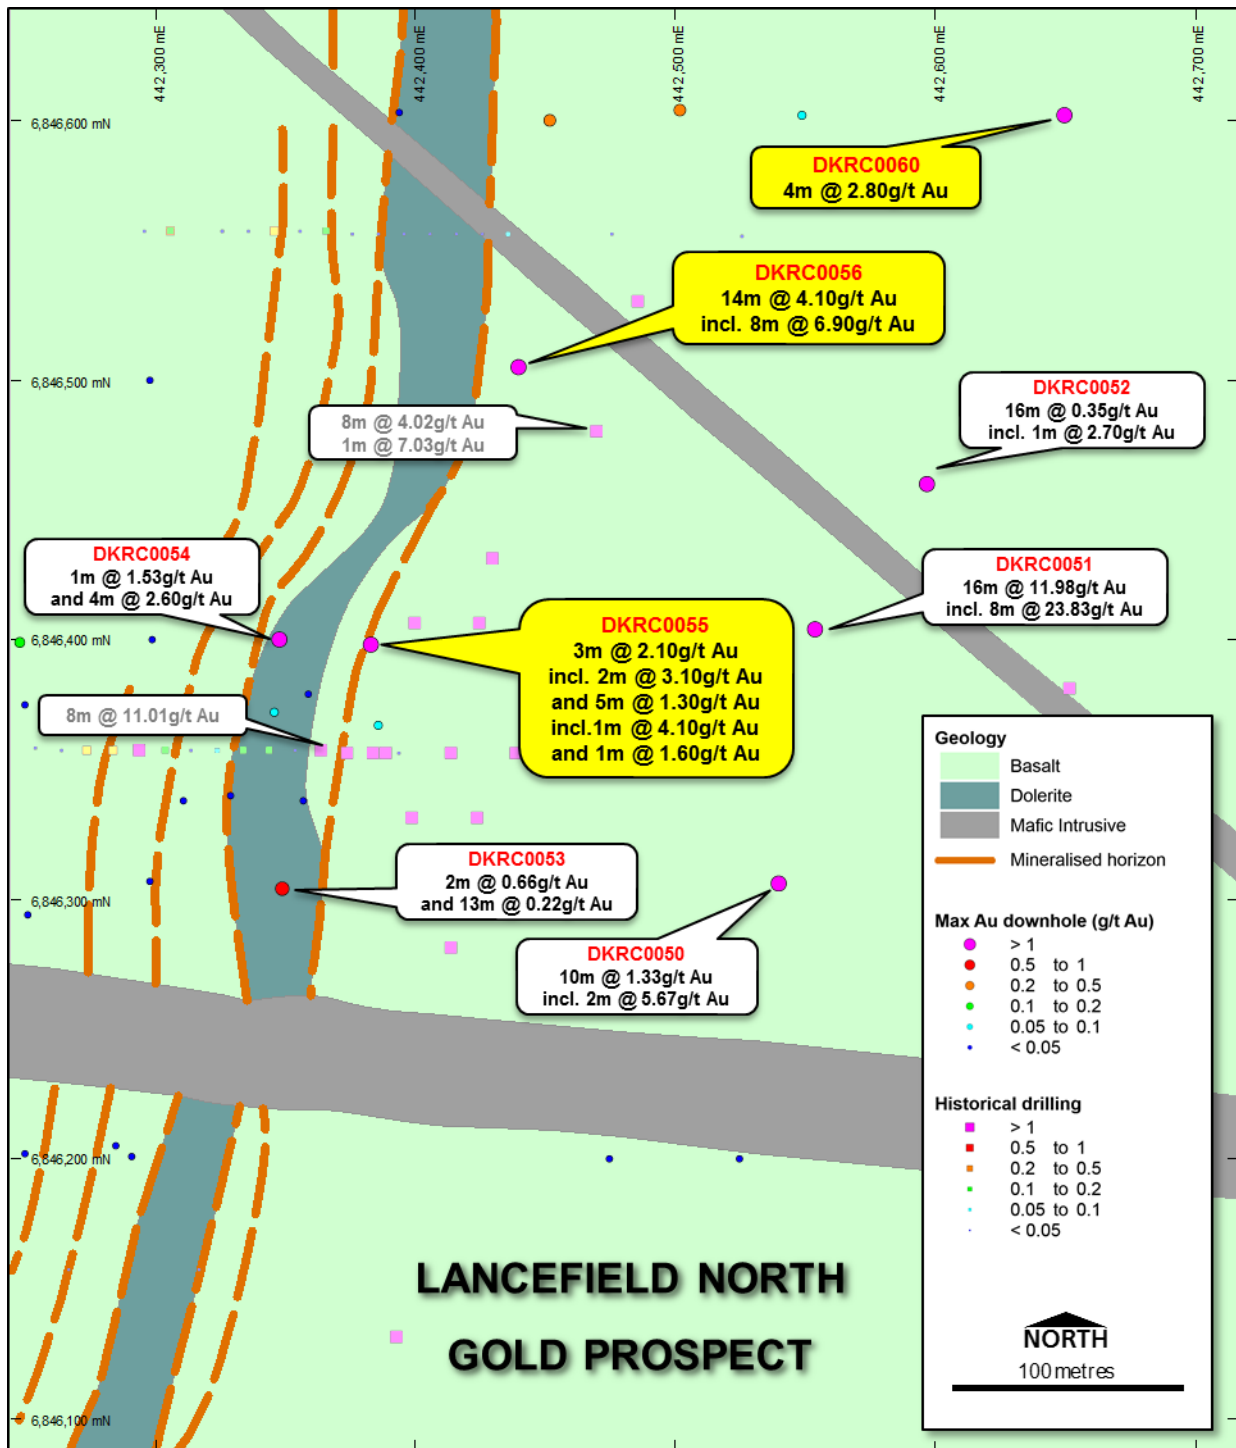 442,300 mE
442,400 mE
442,500 mE
442,600 mE
442,700 mE
6,846,600 mN
DKRC0060
4m @ 2.80g/t Au
DKRC0056
14m @ 4.10g/t Au
incl. 8m @ 6.90g/t Au
6,846,500 mN
DKRC0052
16m @ 0.35g/t Au
incl. 1m @ 2.70g/t Au
8m @ 4.02g/t Au
1m @ 7.03g/t Au
DKRC0054
1m @ 1.53g/t Au
and 4m @ 2.60g/t Au
DKRC0051
16m @ 11.98g/t Au
incl. 8m @ 23.83g/t Au
6,846,400 mN
DKRC0055
3m @ 2.10g/t Au
incl. 2m @ 3.10g/t Au
and 5m @ 1.30g/t Au
incl.1m @ 4.10g/t Au
and 1m @ 1.60g/t Au
8m @ 11.01g/t Au
DKRC0053
2m @ 0.66g/t Au
and 13m @ 0.22g/t Au
6,846,300 mN
DKRC0050
10m @ 1.33g/t Au
incl. 2m @ 5.67g/t Au
6,846,200 mN
6,846,100 mN
LANCEFIELD NORTH
GOLD PROSPECT
Geology
Basalt
Dolerite
Mafic Intrusive
Mineralised horizon
Max Au downhole (g/t Au)
> 1
0.5 to 1
0.2 to 0.5
0.1 to 0.2
0.05 to 0.1
< 0.05
Historical drilling
> 1
0.5 to 1
0.2 to 0.5
0.1 to 0.2
0.05 to 0.1
< 0.05
NORTH
100 metres